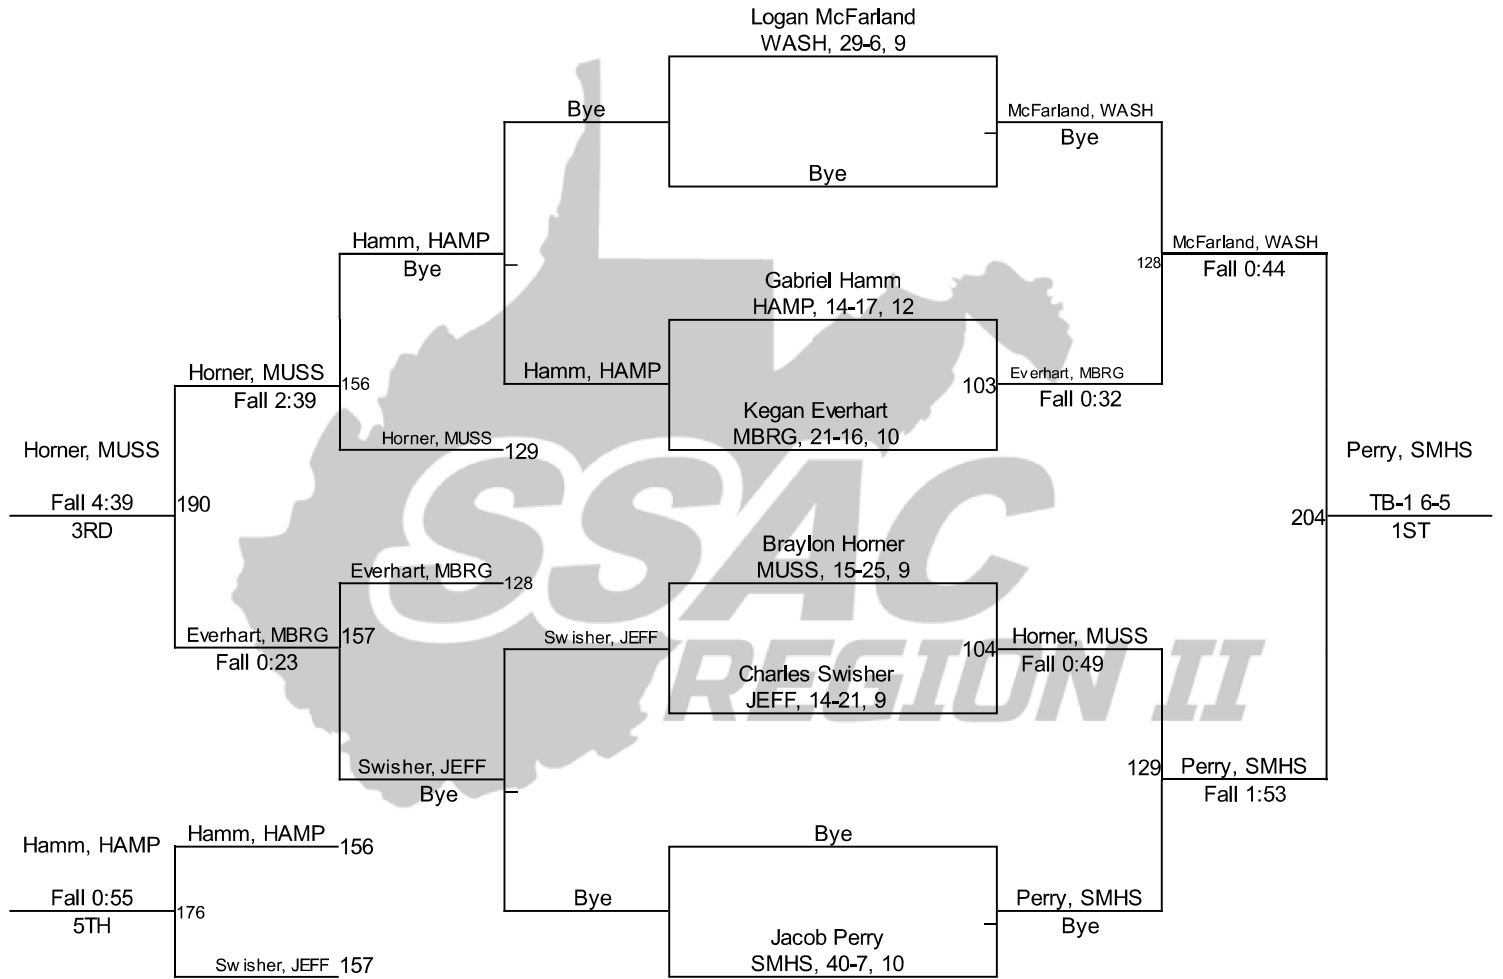 Logan McFarland
WASH, 29-6, 9
Bye
McFarland, WASH
Bye
Bye
Hamm, HAMP
Bye
McFarland, WASH
128
Fall 0:44
Gabriel Hamm
HAMP, 14-17, 12
Horner, MUSS
156
Fall 2:39
Hamm, HAMP
103
Everhart, MBRG
Fall 0:32
Kegan Everhart
MBRG, 21-16, 10
Horner, MUSS
129
Horner, MUSS
Fall 4:39
190
3RD
Perry, SMHS
204
TB-1 6-5
1ST
SSAC
REGION II
Braylon Horner
MUSS, 15-25, 9
Everhart, MBRG
128
Everhart, MBRG
157
Fall 0:23
Swisher, JEFF
104
Horner, MUSS
Fall 0:49
Charles Swisher
JEFF, 14-21, 9
Swisher, JEFF
Bye
129
Perry, SMHS
Fall 1:53
Hamm, HAMP
Hamm, HAMP
156
Bye
Fall 0:55
176
5TH
Bye
Perry, SMHS
Bye
Jacob Perry
SMHS, 40-7, 10
Swisher, JEFF
157